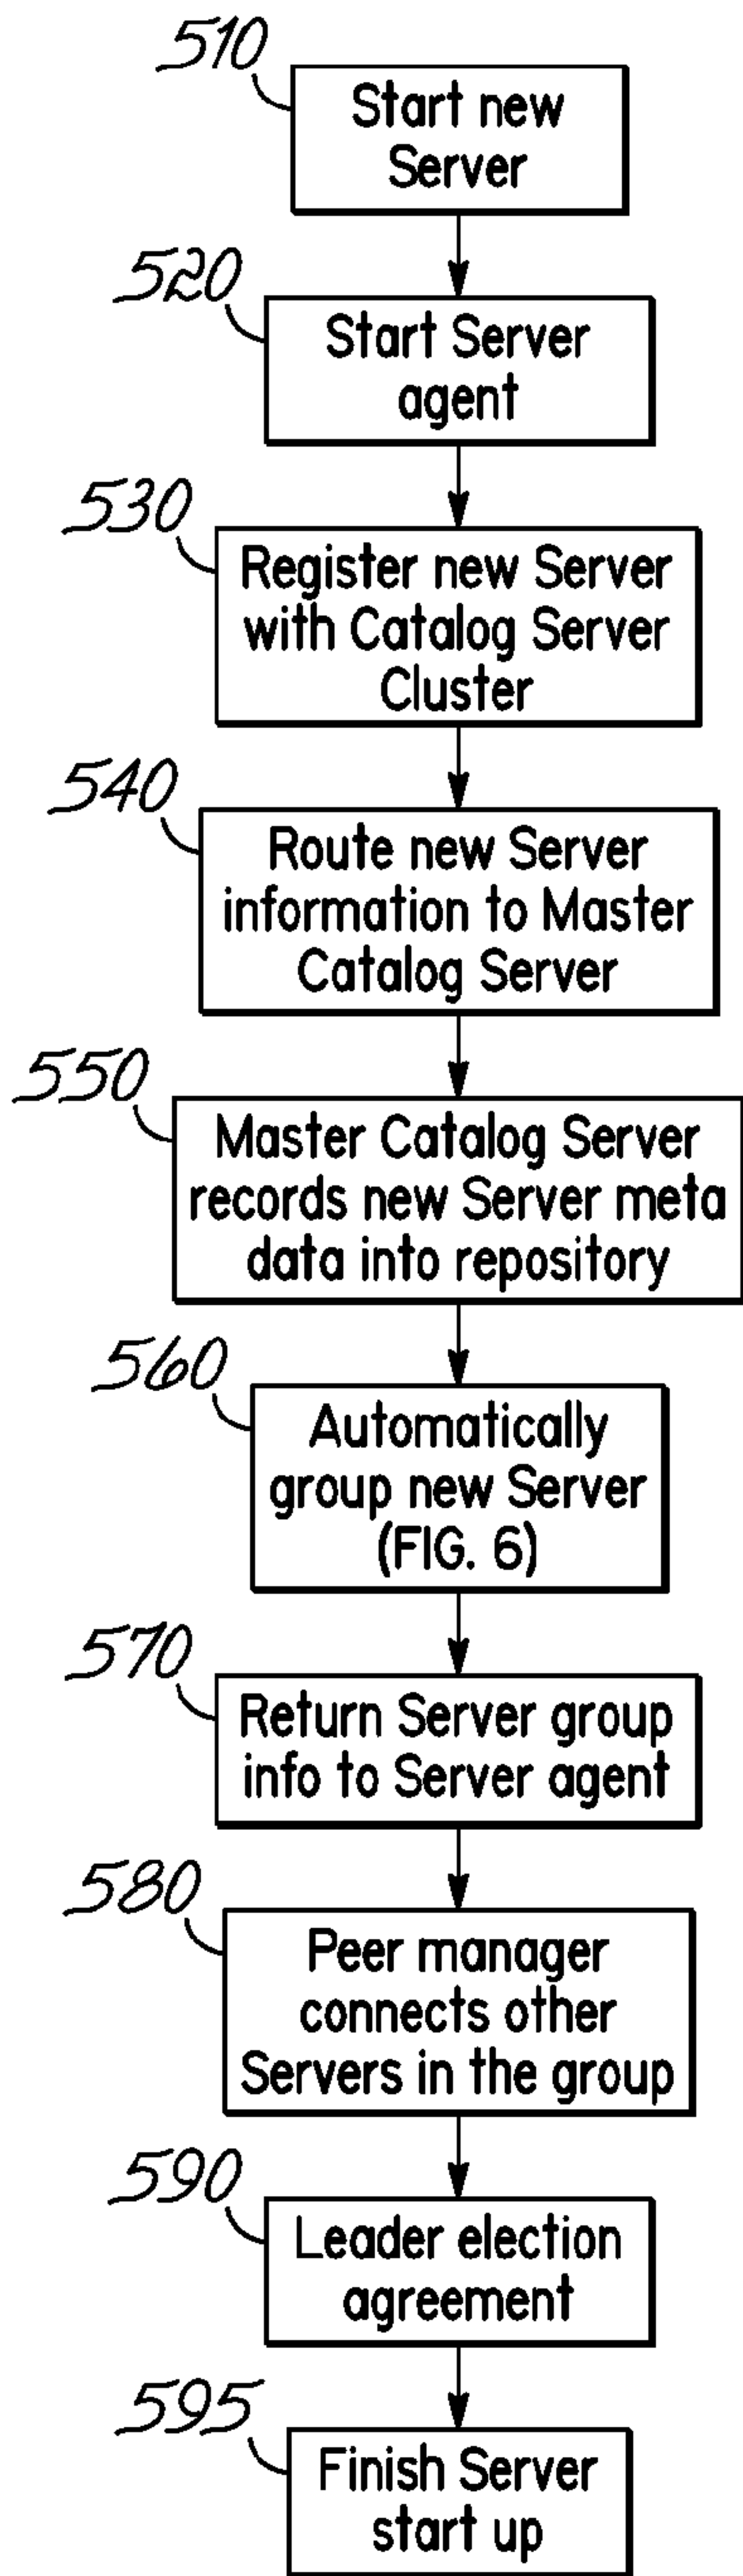 510
Start new
Server
520
Start Server
agent
530
Register new Server
with Catalog Server
Cluster
540
Route new Server
information to Master
Catalog Server
550
Master Catalog Server
records new Server meta
data into repository
560
Automatically
group new Server
(FIG. 6)
570
Return Server group
info to Server agent
580
Peer manager
connects other
Servers in the group
590
Leader election
agreement
595
Finish Server
start up